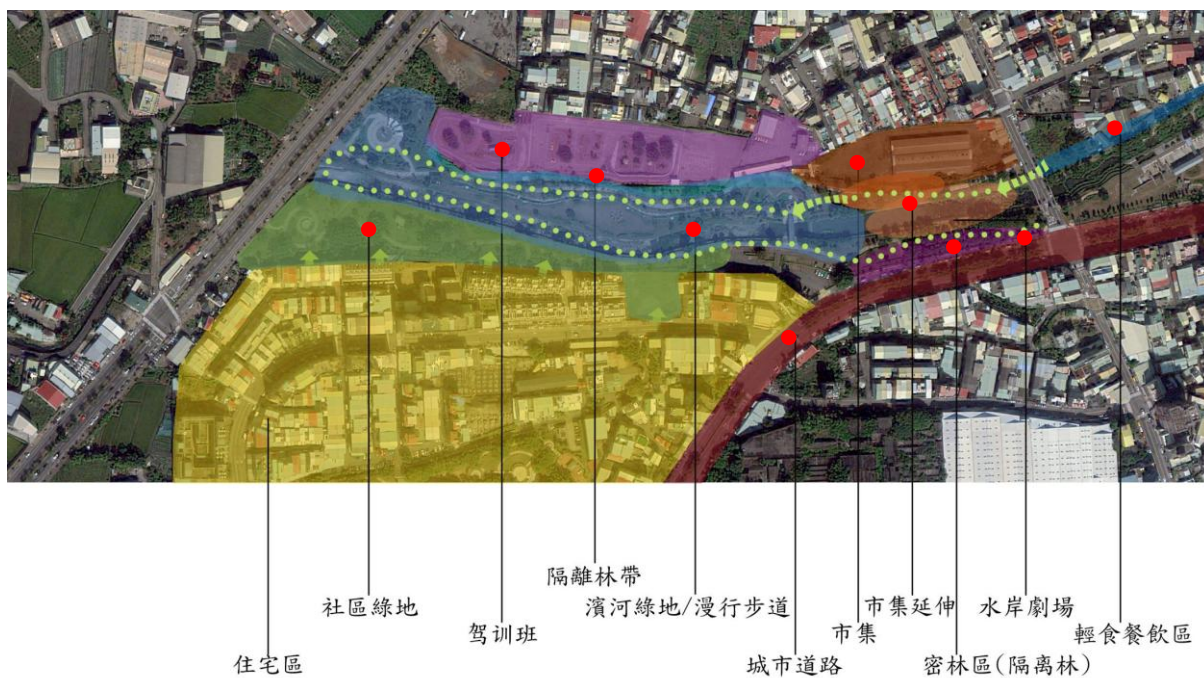 隔離林帶
社區綠地
濱河綠地/漫行步道
市集延伸
水岸劇場
驾训班
市集
輕食餐飲區
住宅區
城市道路
密林區(隔离林)